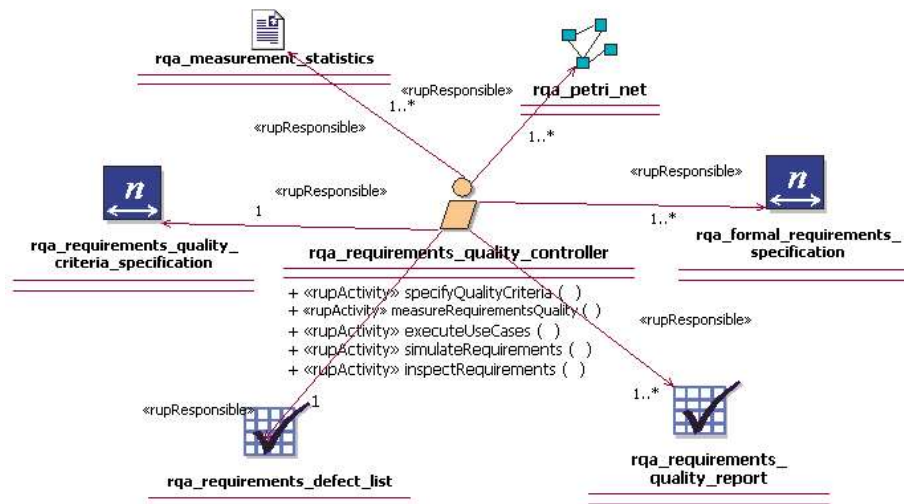 rqa_measurement_statistics
rqa_petri_net
«rupResponsible»
1..*
«rupResponsible»
1..*
«rupResponsible»
n
«rupResponsible»
n
1
1..*
rqa_requirements_quality_
criteria_specification
rqa_requirements_quality_controller
rqa_formal_requirements_
specification
+ «rupActivity» specifyQualityCriteria ( )
+ «rupActivity» measureRequirementsQuality ( )
+ «rupActivity» executeUseCases ( )
+ «rupActivity» simulateRequirements ( )
+ «rupActivity» inspectRequirements ( )
«rupResponsible»
1..*
«rupResponsible»
1
rqa_requirements_defect_list
rqa_requirements_
quality_report